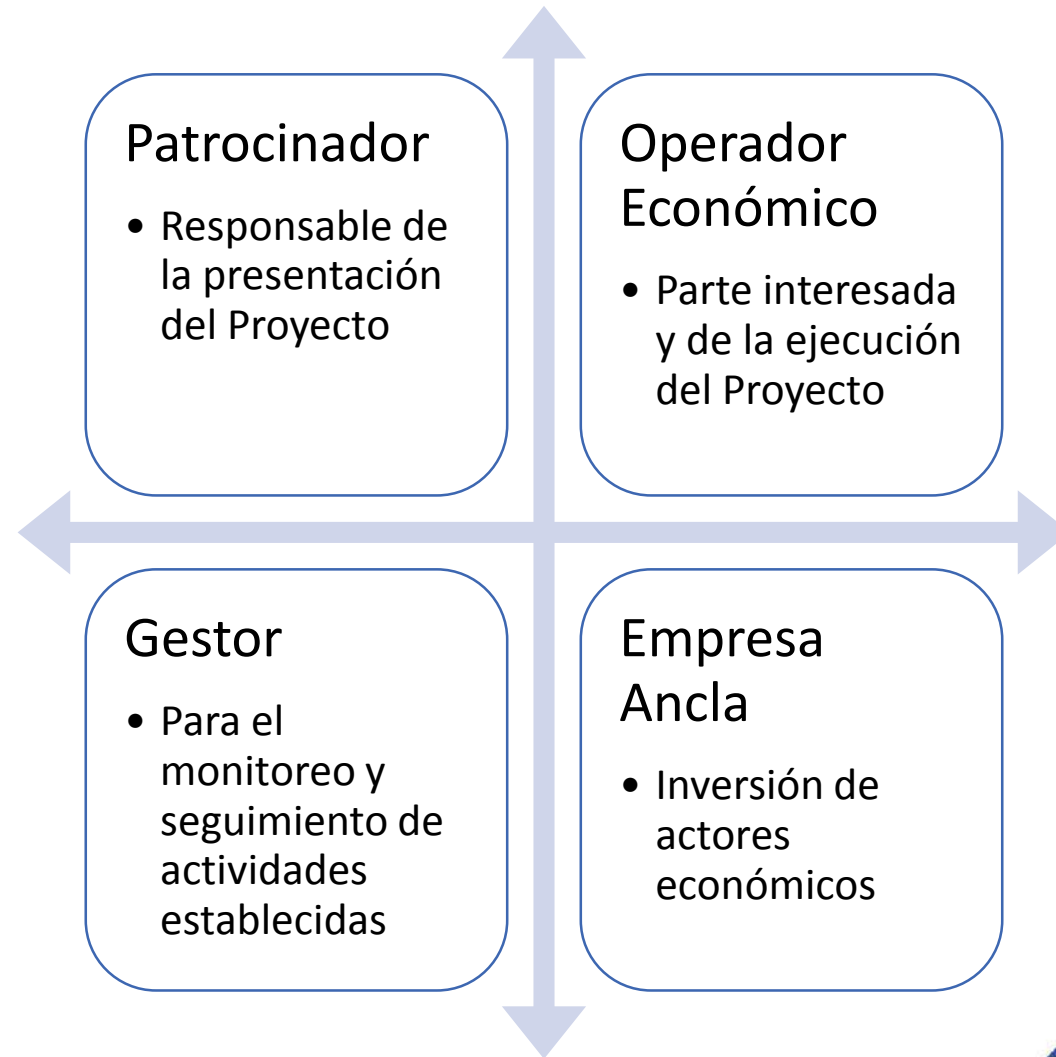 Patrocinador
• Responsable de
la presentación
del Proyecto
Operador
Económico
• Parte interesada
y de la ejecución
del Proyecto
Gestor
• Para el
monitoreo y
seguimiento de
actividades
establecidas
Empresa
Ancla
• Inversión de
actores
económicos